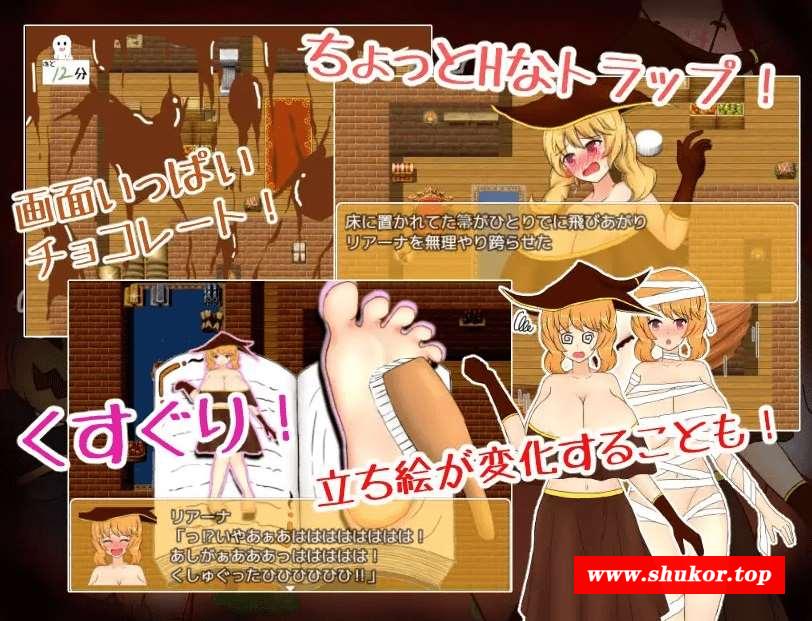 あと
12分
ちょっとHなトラップ！
画面いっぱい
チョコレート！
床に置かれてた箒がひとりでに飛びあがり
リアーナを無理やり跨らせた
くすぐり！
立ち絵が変化することも！
リアーナ
「っ!?いやあぁあはははははははは！
あしがぁあああっははははは！
くしゅぐったひひひひひひ!!」
www.shukor.top